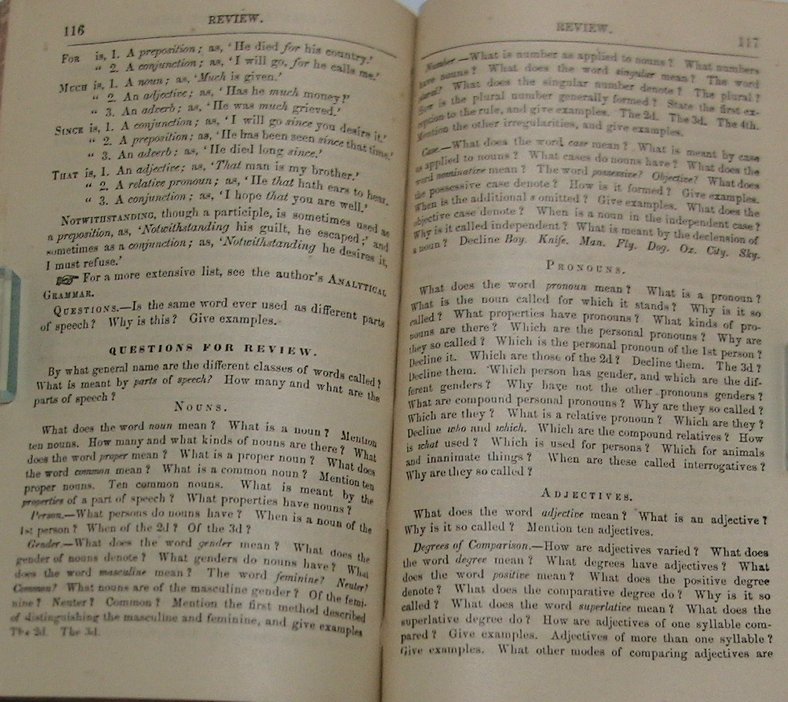 116
REVIEW.
FOR is, 1. A preposition; as, 'He died for his country.'
" 2. A conjunction; as, 'I will go, for he calls me.'
MUCH is, 1. A noun; as, 'Much is given.'
" 2. An adjective; as, 'Has he much money?'
" 3. An adverb; as, 'He was much grieved.'
SINCE is, 1. A conjunction; as, 'I will go since you desire it.'
" 2. A preposition; as, 'He has been seen since that time.'
" 3. An adverb; as, 'He died long since.'
THAT is, 1. An adjective; as, 'That man is my brother.'
" 2. A relative pronoun; as, 'He that hath ears to hear.
" 3. A conjunction; as, 'I hope that you are well.'
NOTWITHSTANDING, though a participle, is sometimes used as
a preposition, as, 'Notwithstanding his guilt, he escaped;' and
sometimes as a conjunction; as, 'Notwithstanding he desires it,
I must refuse.'
☞ For a more extensive list, see the author's ANALYTICAL
GRAMMAR.
QUESTIONS.—Is the same word ever used as different parts
of speech? Why is this? Give examples.
QUESTIONS FOR REVIEW.
By what general name are the different classes of words called?
What is meant by parts of speech? How many and what are the
parts of speech?
NOUNS.
What does the word noun mean? What is a noun? Mention
ten nouns. How many and what kinds of nouns are there? What
does the word proper mean? What is a proper noun? What does
the word common mean? What is a common noun? Mention ten
proper nouns. Ten common nouns. What is meant by the
properties of a part of speech? What properties have nouns?
Person.—What persons do nouns have? When is a noun of the
1st person? When of the 2d? Of the 3d?
Gender.—What does the word gender mean? What does the
gender of nouns denote? What genders do nouns have? What
does the word masculine mean? The word feminine? Neuter?
Common? What nouns are of the masculine gender? Of the femi-
nine? Neuter? Common? Mention the first method described
of distinguishing the masculine and feminine, and give examples
The 2d. The 3d.
REVIEW.
117
Number.—What is number as applied to nouns? What numbers
have nouns? What does the word singular mean? The word
plural? What does the singular number denote? The plural?
How is the plural number generally formed? State the first ex-
ception to the rule, and give examples. The 2d. The 3d. The 4th.
Mention the other irregularities, and give examples.
Case.—What does the word case mean? What is meant by case
as applied to nouns? What cases do nouns have? What does the
word nominative mean? The word possessive? Objective? What does
the possessive case denote? How is it formed? Give examples.
When is the additional s omitted? Give examples. What does the
objective case denote? When is a noun in the independent case?
Why is it called independent? What is meant by the declension of
a noun? Decline Boy. Knife. Man. Fly. Dog. Ox. City. Sky.
PRONOUNS.
What does the word pronoun mean? What is a pronoun?
What is the noun called for which it stands? Why is it so
called? What properties have pronouns? What kinds of pro-
nouns are there? Which are the personal pronouns? Why are
they so called? Which is the personal pronoun of the 1st person?
Decline it. Which are those of the 2d? Decline them. The 3d?
Decline them. Which person has gender, and which are the dif-
ferent genders? Why have not the other pronouns genders?
What are compound personal pronouns? Why are they so called?
Which are they? What is a relative pronoun? Which are they?
Decline who and which. Which are the compound relatives? How
is what used? Which is used for persons? Which for animals
and inanimate things? When are these called interrogatives?
Why are they so called?
ADJECTIVES.
What does the word adjective mean? What is an adjective?
Why is it so called? Mention ten adjectives.
Degrees of Comparison.—How are adjectives varied? What does
the word degree mean? What degrees have adjectives? What
does the word positive mean? What does the positive degree
denote? What does the comparative degree do? Why is it so
called? What does the word superlative mean? What does the
superlative degree do? How are adjectives of one syllable com-
pared? Give examples. Adjectives of more than one syllable?
Give examples. What other modes of comparing adjectives are